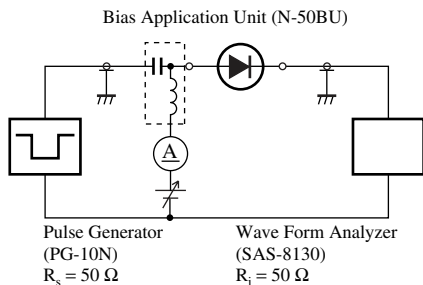 Bias Application Unit (N-50BU)
A
Pulse Generator
(PG-10N)
Rs = 50 Ω
Wave Form Analyzer
(SAS-8130)
Ri = 50 Ω